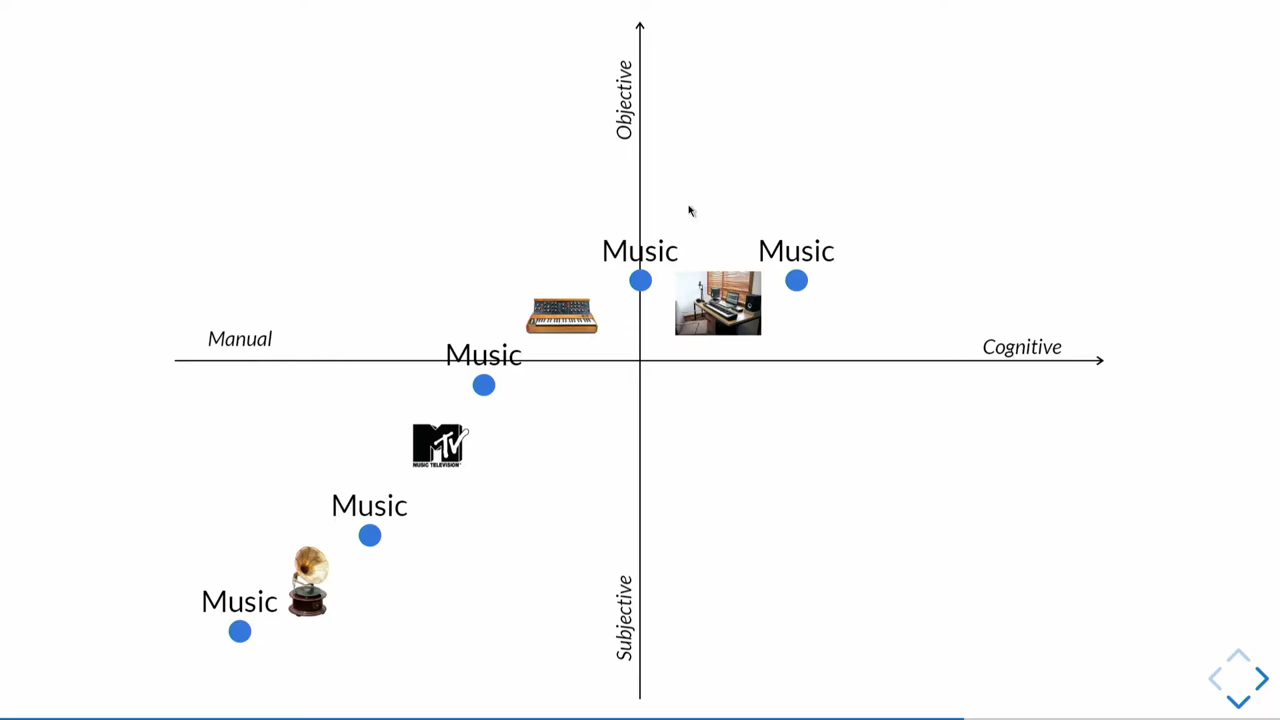 Objective
Music
Music
Manual
Cognitive
Music
MTV
MUSIC TELEVISION
Music
Music
Subjective